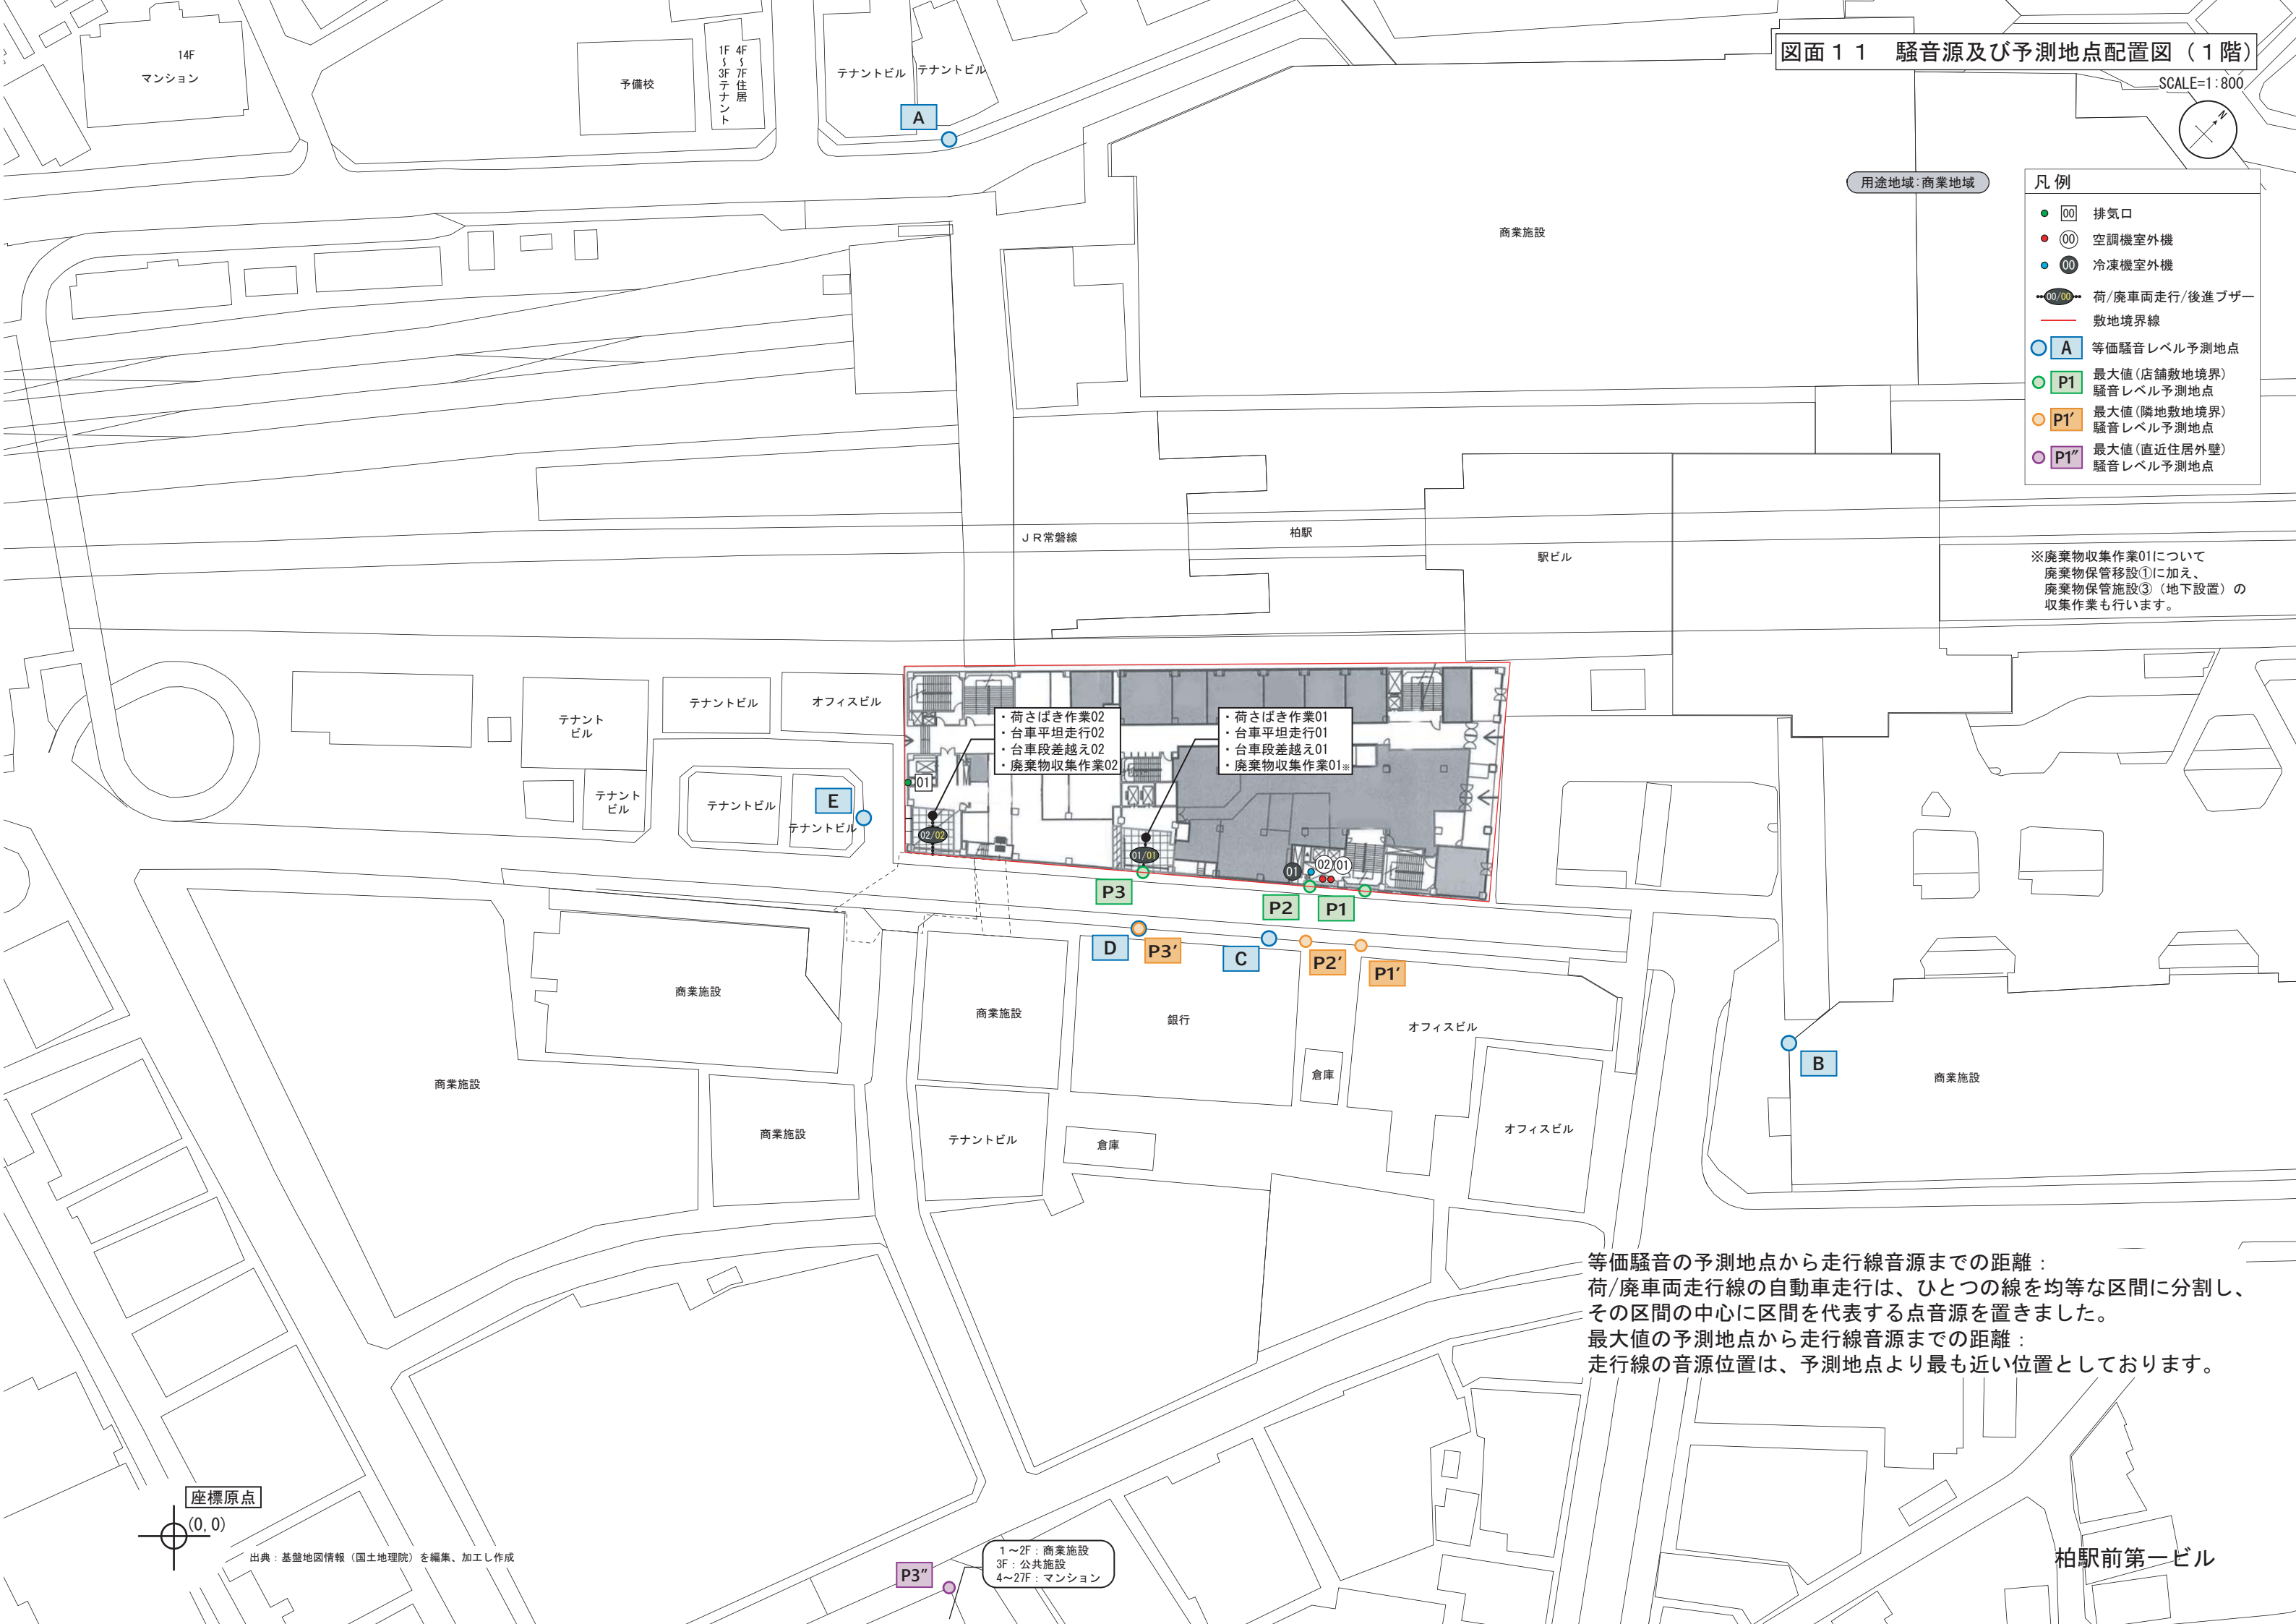 図面１１　騒音源及び予測地点配置図（１階）
SCALE=1:800
N
用途地域:商業地域
凡例
00 排気口
00 空調機室外機
00 冷凍機室外機
00/00 荷/廃車両走行/後進ブザー
敷地境界線
A 等価騒音レベル予測地点
P1 最大値(店舗敷地境界)
騒音レベル予測地点
P1′ 最大値(隣地敷地境界)
騒音レベル予測地点
P1″ 最大値(直近住居外壁)
騒音レベル予測地点
※廃棄物収集作業01について
廃棄物保管移設①に加え、
廃棄物保管施設③（地下設置）の
収集作業も行います。
14F
マンション
予備校
1F～3Fテナント
4F～7F住居
テナントビル
テナントビル
A
商業施設
ＪＲ常磐線
柏駅
駅ビル
テナント
ビル
テナントビル
オフィスビル
テナント
ビル
テナントビル
テナントビル
E
・荷さばき作業02
・台車平坦走行02
・台車段差越え02
・廃棄物収集作業02
・荷さばき作業01
・台車平坦走行01
・台車段差越え01
・廃棄物収集作業01※
01
02/02
01/01
01
02
01
P3
P2
P1
D
P3′
C
P2′
P1′
商業施設
商業施設
銀行
オフィスビル
倉庫
B
商業施設
商業施設
商業施設
テナントビル
倉庫
オフィスビル
等価騒音の予測地点から走行線音源までの距離：
荷/廃車両走行線の自動車走行は、ひとつの線を均等な区間に分割し、
その区間の中心に区間を代表する点音源を置きました。
最大値の予測地点から走行線音源までの距離：
走行線の音源位置は、予測地点より最も近い位置としております。
座標原点
(0,0)
出典：基盤地図情報（国土地理院）を編集、加工し作成
P3″
１～2F：商業施設
3F：公共施設
4～27F：マンション
柏駅前第一ビル